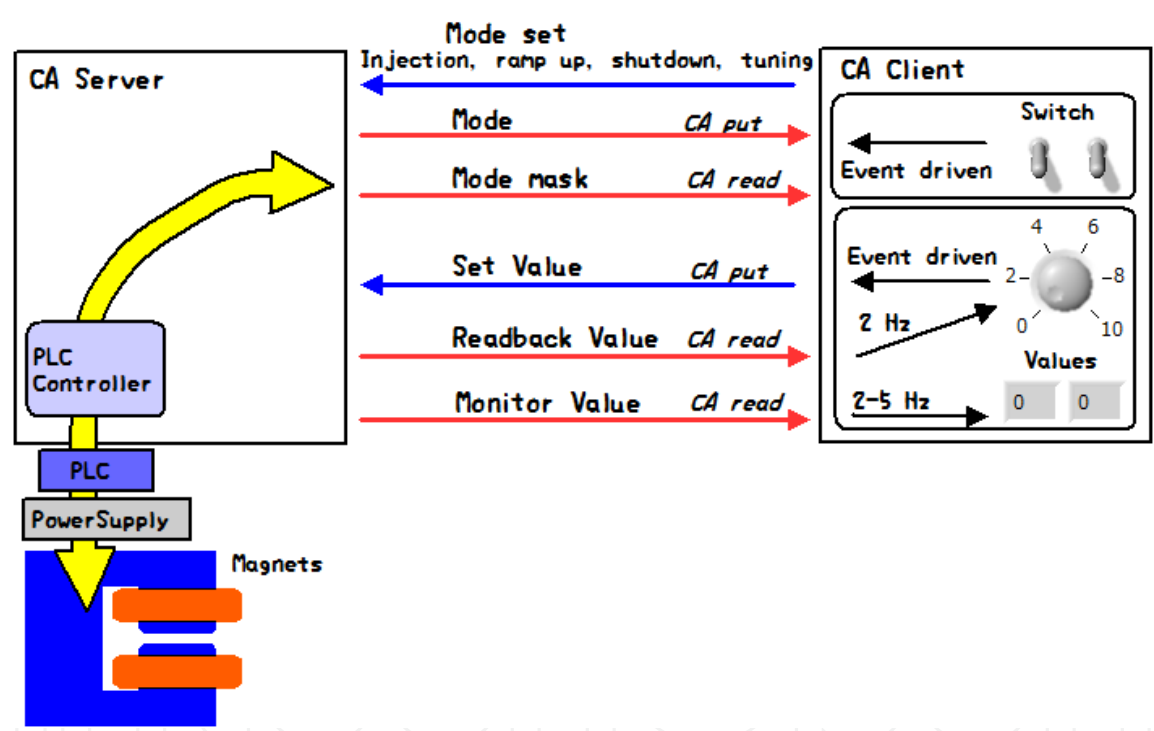 Mode set
Injection, ramp up, shutdown, tuning
CA Server
CA Client
Mode CA put
Switch
Event driven
Mode mask CA read
Set Value CA put
Event driven
4 6
2 8
0 10
2 Hz
Readback Value CA read
Values
PLC
Controller
Monitor Value CA read
2-5 Hz
0 0
PLC
PowerSupply
Magnets